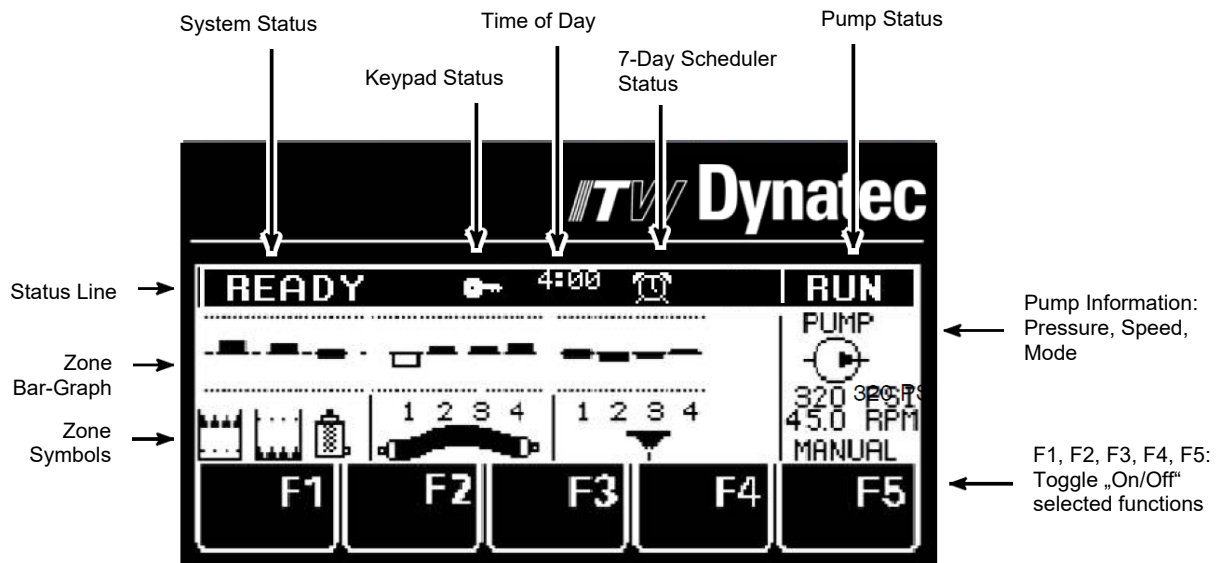 System Status
Time of Day
Pump Status
Keypad Status
7-Day Scheduler
Status
ITW Dynatec
Status Line
READY 4:00 RUN
Zone
Bar-Graph
PUMP
Pump Information:
Pressure, Speed,
Mode
320 PSI
320 PS
45.0 RPM
Zone
Symbols
1 2 3 4 1 2 3 4
MANUAL
F1 F2 F3 F4 F5
F1, F2, F3, F4, F5:
Toggle „On/Off“
selected functions